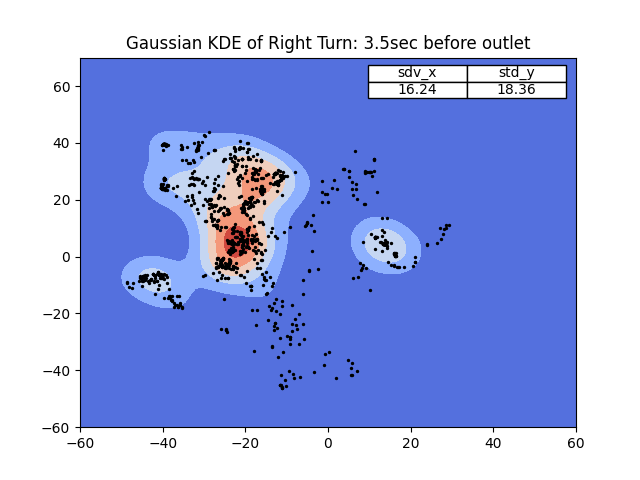 Gaussian KDE of Right Turn: 3.5sec before outlet
sdv_x std_y
16.24 18.36
60
40
20
0
−20
−40
−60
−60 −40 −20 0 20 40 60